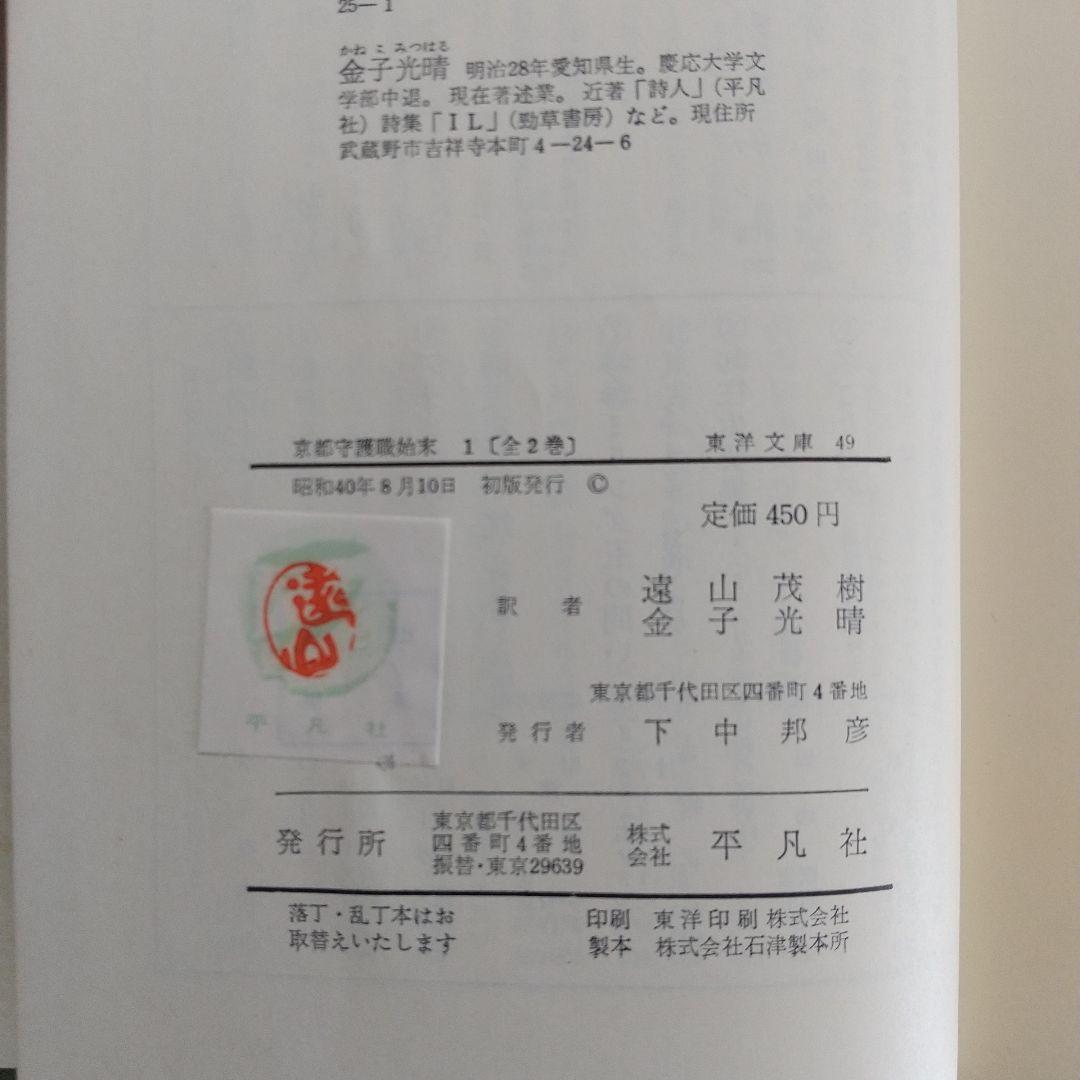 25—1
かねこ みつはる
金子光晴 明治28年愛知県生。慶応大学文
学部中退。現在著述業。近著「詩人」(平凡
社)詩集「IL」(勁草書房)など。現住所
武蔵野市吉祥寺本町4—24—6
京都守護職始末 1〔全2巻〕 東洋文庫 49
昭和40年8月10日 初版発行 ©
定価450円
遠山
平凡社
訳者 遠山茂樹
金子光晴
東京都千代田区四番町4番地
発行者 下中邦彦
発行所 東京都千代田区
四番町4番地
振替・東京29639
株式
会社 平凡社
落丁・乱丁本はお
取替えいたします
印刷 東洋印刷株式会社
製本 株式会社石津製本所